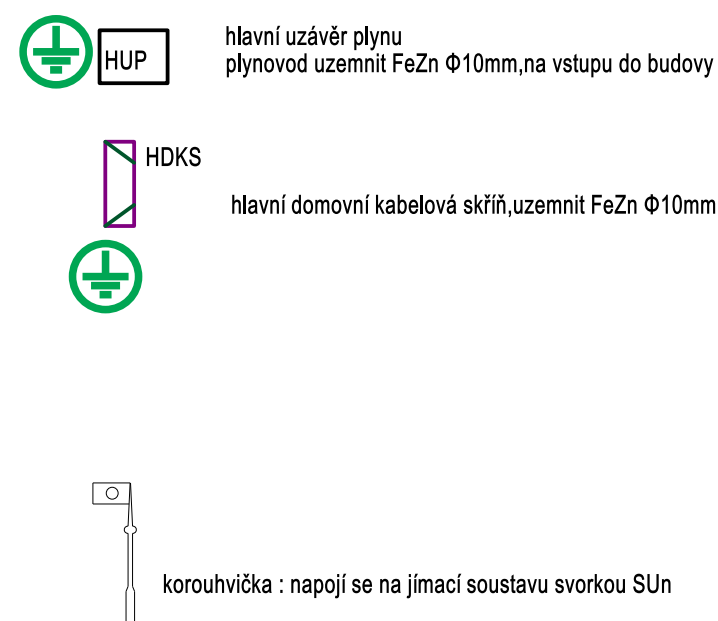 HUP
hlavní uzávěr plynu
plynovod uzemnit FeZn Φ10mm,na vstupu do budovy
HDKS
hlavní domovní kabelová skříň,uzemnit FeZn Φ10mm
korouhvička : napojí se na jímací soustavu svorkou SUn